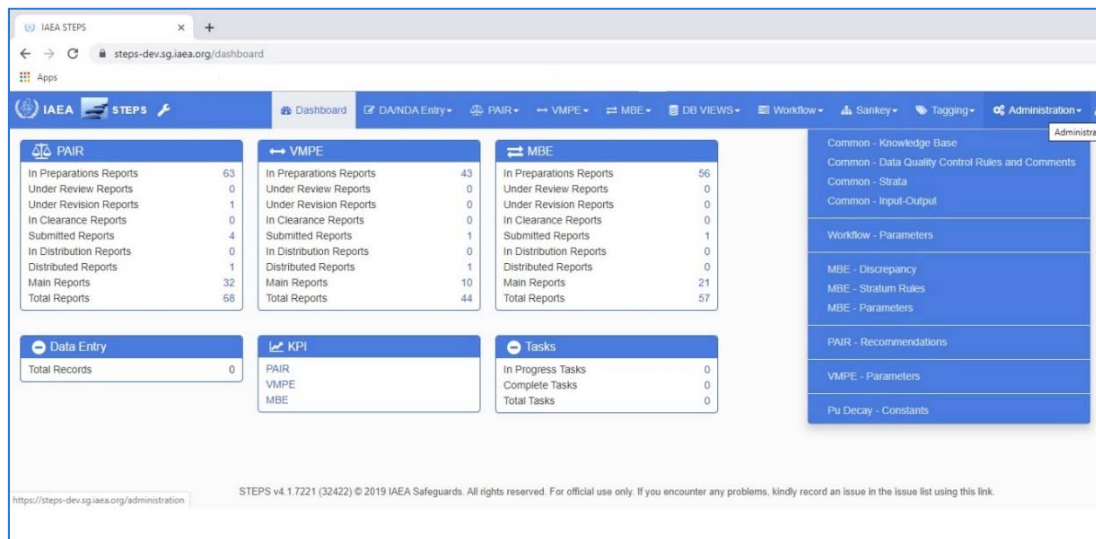 IAEA STEPS
steps-dev.sg.iaea.org/dashboard
Apps
IAEA STEPS Dashboard DA/NDA Entry PAIR VMPE MBE DB VIEWS Workflow Sankey Tagging Administration
Administra
PAIR
In Preparations Reports 63
Under Review Reports 0
Under Revision Reports 1
In Clearance Reports 0
Submitted Reports 4
In Distribution Reports 0
Distributed Reports 1
Main Reports 32
Total Reports 68
VMPE
In Preparations Reports 43
Under Review Reports 0
Under Revision Reports 0
In Clearance Reports 0
Submitted Reports 1
In Distribution Reports 0
Distributed Reports 1
Main Reports 10
Total Reports 44
MBE
In Preparations Reports 56
Under Review Reports 0
Under Revision Reports 0
In Clearance Reports 0
Submitted Reports 1
In Distribution Reports 0
Distributed Reports 0
Main Reports 21
Total Reports 57
Common - Knowledge Base
Common - Data Quality Control Rules and Comments
Common - Strata
Common - Input-Output
Workflow - Parameters
MBE - Discrepancy
MBE - Stratum Rules
MBE - Parameters
PAIR - Recommendations
VMPE - Parameters
Pu Decay - Constants
Data Entry
Total Records 0
KPI
PAIR
VMPE
MBE
Tasks
In Progress Tasks 0
Complete Tasks 0
Total Tasks 0
STEPS v4.1.7221 (32422) © 2019 IAEA Safeguards. All rights reserved. For official use only. If you encounter any problems, kindly record an issue in the issue list using this link.
https://steps-dev.sg.iaea.org/administration